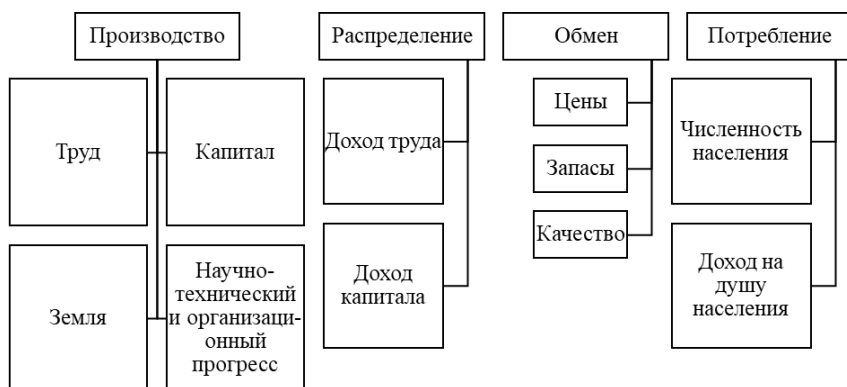 Производство
Труд
Капитал
Земля
Научно-
технический
и организаци-
онный
прогресс
Распределение
Доход труда
Доход
капитала
Обмен
Цены
Запасы
Качество
Потребление
Численность
населения
Доход на
душу
населения